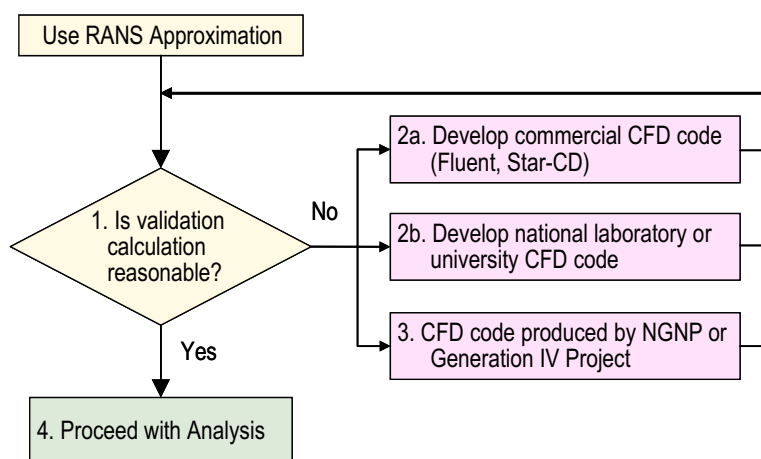 Use RANS Approximation
1. Is validation
calculation
reasonable?
No
Yes
2a. Develop commercial CFD code
(Fluent, Star-CD)
2b. Develop national laboratory or
university CFD code
3. CFD code produced by NGNP or
Generation IV Project
4. Proceed with Analysis